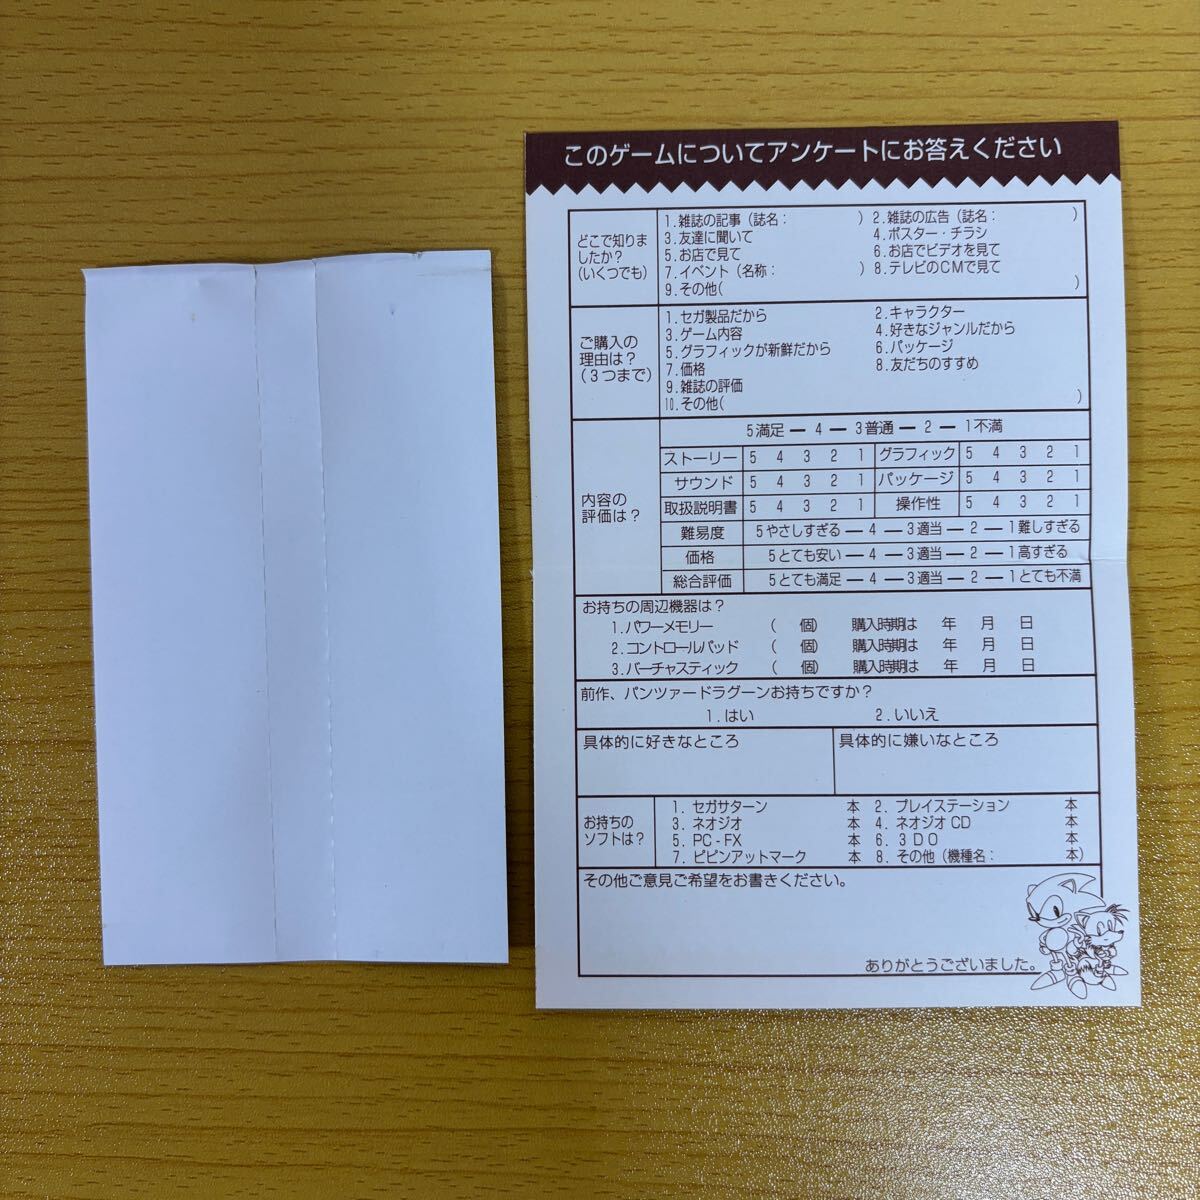 このゲームについてアンケートにお答えください
どこで知りま
したか?
(いくつでも)
1.雑誌の記事(誌名: ) 2.雑誌の広告(誌名: )
3.友達に聞いて 4.ポスター・チラシ
5.お店で見て 6.お店でビデオを見て
7.イベント(名称: ) 8.テレビのCMで見て
9.その他( )
ご購入の
理由は?
(3つまで)
1.セガ製品だから 2.キャラクター
3.ゲーム内容 4.好きなジャンルだから
5.グラフィックが新鮮だから 6.パッケージ
7.価格 8.友だちのすすめ
9.雑誌の評価
10.その他( )
内容の
評価は?
5満足ー4ー3普通ー2ー1不満
ストーリー 5 4 3 2 1 グラフィック 5 4 3 2 1
サウンド 5 4 3 2 1 パッケージ 5 4 3 2 1
取扱説明書 5 4 3 2 1 操作性 5 4 3 2 1
難易度 5やさしすぎるー4ー3適当ー2ー1難しすぎる
価格 5とても安いー4ー3適当ー2ー1高すぎる
総合評価 5とても満足ー4ー3適当ー2ー1とても不満
お持ちの周辺機器は?
1.パワーメモリー ( 個) 購入時期は 年 月 日
2.コントロールパッド ( 個) 購入時期は 年 月 日
3.バーチャスティック ( 個) 購入時期は 年 月 日
前作、パンツァードラグーンお持ちですか?
1.はい 2.いいえ
具体的に好きなところ 具体的に嫌いなところ
お持ちの
ソフトは?
1. セガサターン 本 2. プレイステーション 本
3. ネオジオ 本 4. ネオジオCD 本
5. PC-FX 本 6. 3DO 本
7. ピピンアットマーク 本 8. その他(機種名: 本)
その他ご意見ご希望をお書きください。
ありがとうございました。